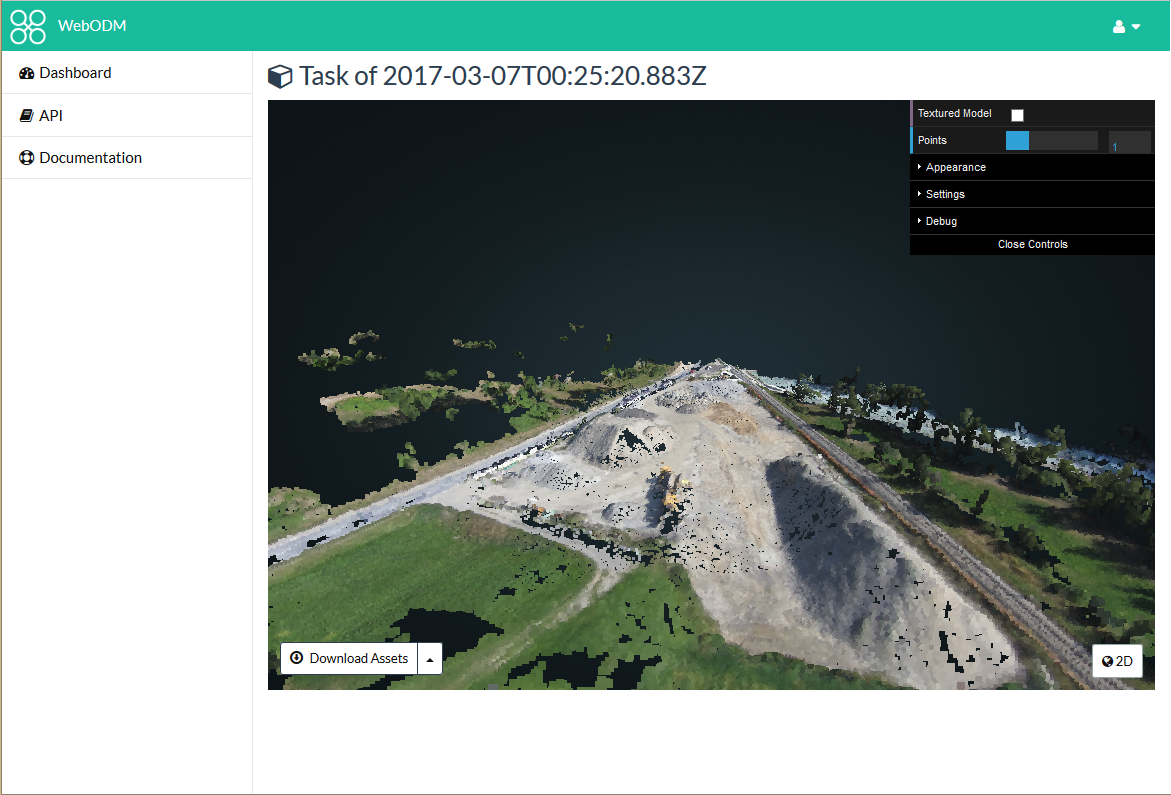 WebODM
Dashboard
API
Documentation
Task of 2017-03-07T00:25:20.883Z
Textured Model
Points 1
Appearance
Settings
Debug
Close Controls
Download Assets
2D